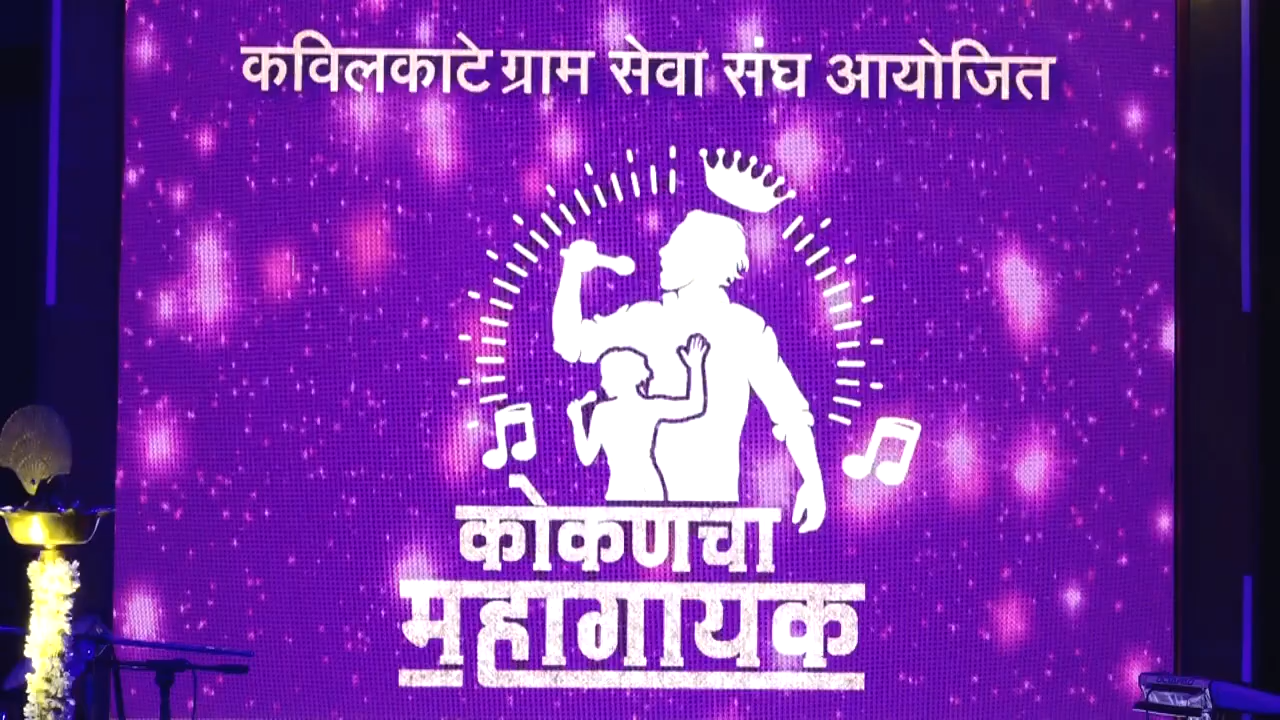 कविलकाटे ग्राम सेवा संघ आयोजित
कोकणचा
महागायक